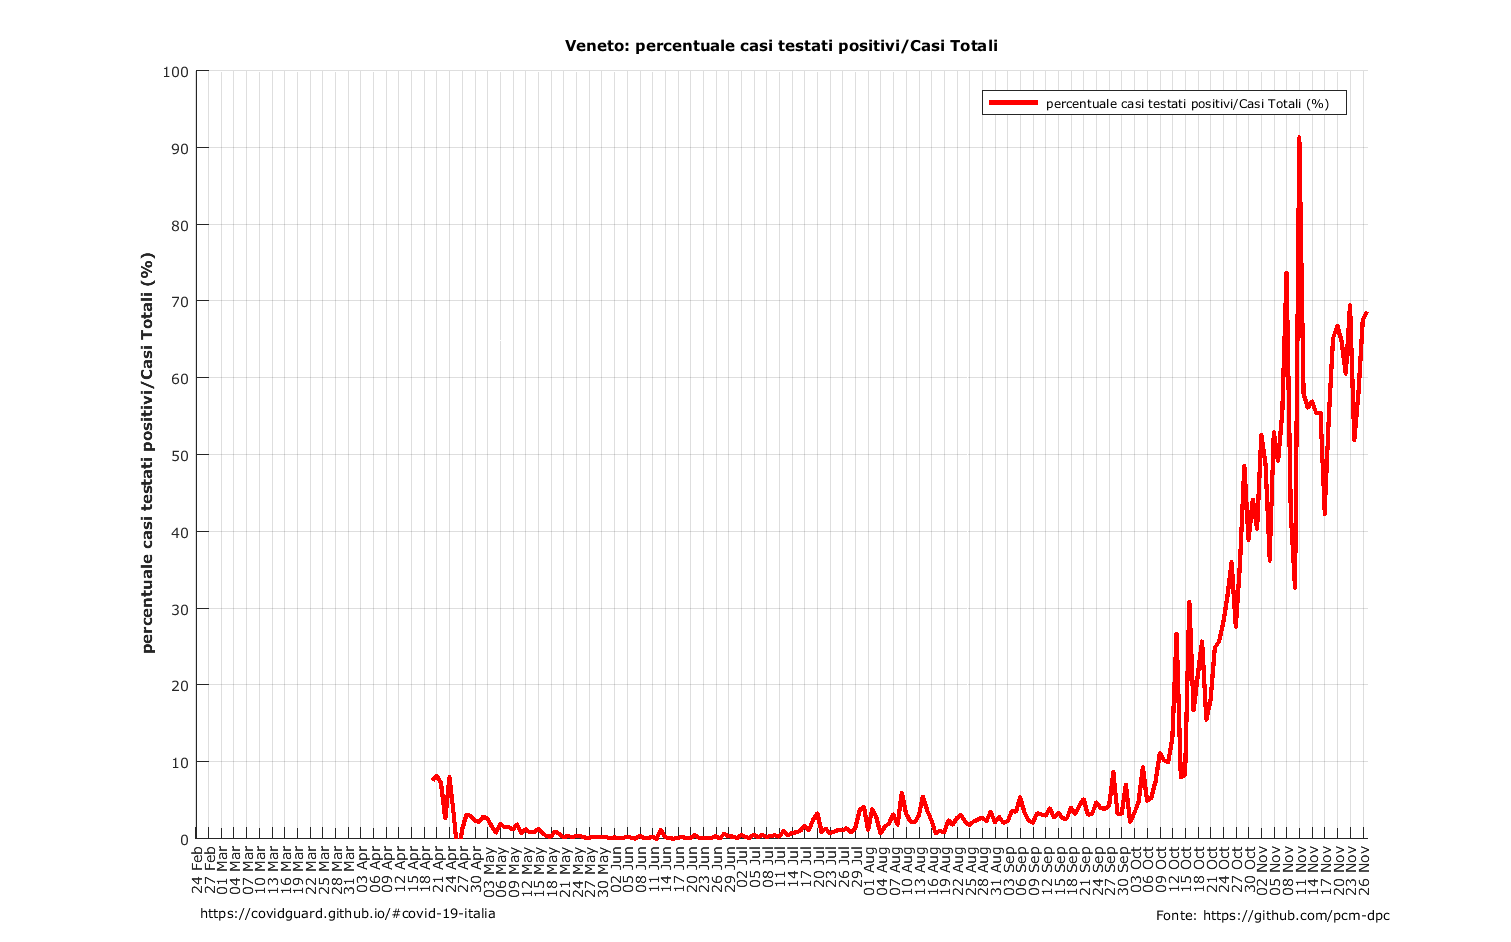 Veneto: percentuale casi testati positivi/Casi Totali
percentuale casi testati positivi/Casi Totali (%)
percentuale casi testati positivi/Casi Totali (%)
100
90
80
70
60
50
40
30
20
10
0
24 Feb
27 Feb
01 Mar
04 Mar
07 Mar
10 Mar
13 Mar
16 Mar
19 Mar
22 Mar
25 Mar
28 Mar
31 Mar
03 Apr
06 Apr
09 Apr
12 Apr
15 Apr
18 Apr
21 Apr
24 Apr
27 Apr
30 Apr
03 May
06 May
09 May
12 May
15 May
18 May
21 May
24 May
27 May
30 May
02 Jun
05 Jun
08 Jun
11 Jun
14 Jun
17 Jun
20 Jun
23 Jun
26 Jun
29 Jun
02 Jul
05 Jul
08 Jul
11 Jul
14 Jul
17 Jul
20 Jul
23 Jul
26 Jul
29 Jul
01 Aug
04 Aug
07 Aug
10 Aug
13 Aug
16 Aug
19 Aug
22 Aug
25 Aug
28 Aug
31 Aug
03 Sep
06 Sep
09 Sep
12 Sep
15 Sep
18 Sep
21 Sep
24 Sep
27 Sep
30 Sep
03 Oct
06 Oct
09 Oct
12 Oct
15 Oct
18 Oct
21 Oct
24 Oct
27 Oct
30 Oct
02 Nov
05 Nov
08 Nov
11 Nov
14 Nov
17 Nov
20 Nov
23 Nov
26 Nov
https://covidguard.github.io/#covid-19-italia
Fonte: https://github.com/pcm-dpc